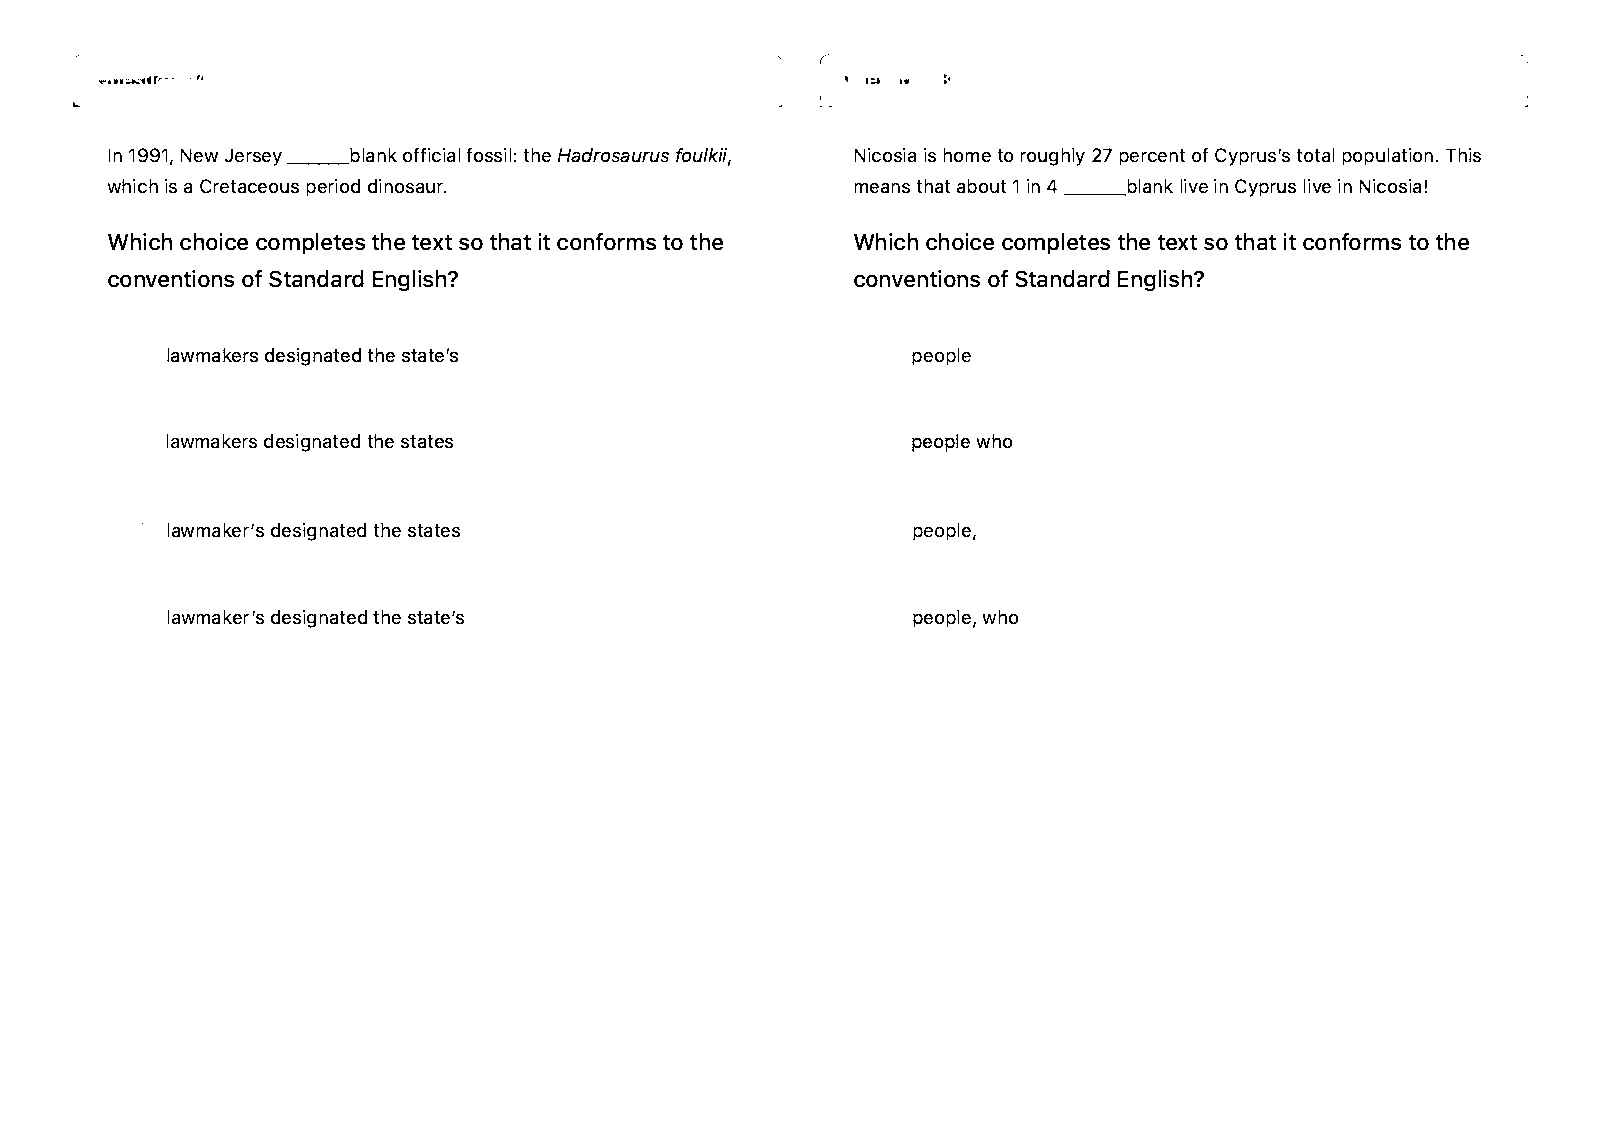 In 1991, New Jersey ______blank official fossil: the Hadrosaurus foulkii,
which is a Cretaceous period dinosaur.
Which choice completes the text so that it conforms to the
conventions of Standard English?
lawmakers designated the state’s
lawmakers designated the states
lawmaker’s designated the states
lawmaker’s designated the state’s
Nicosia is home to roughly 27 percent of Cyprus’s total population. This
means that about 1 in 4 ______blank live in Cyprus live in Nicosia!
Which choice completes the text so that it conforms to the
conventions of Standard English?
people
people who
people,
people, who